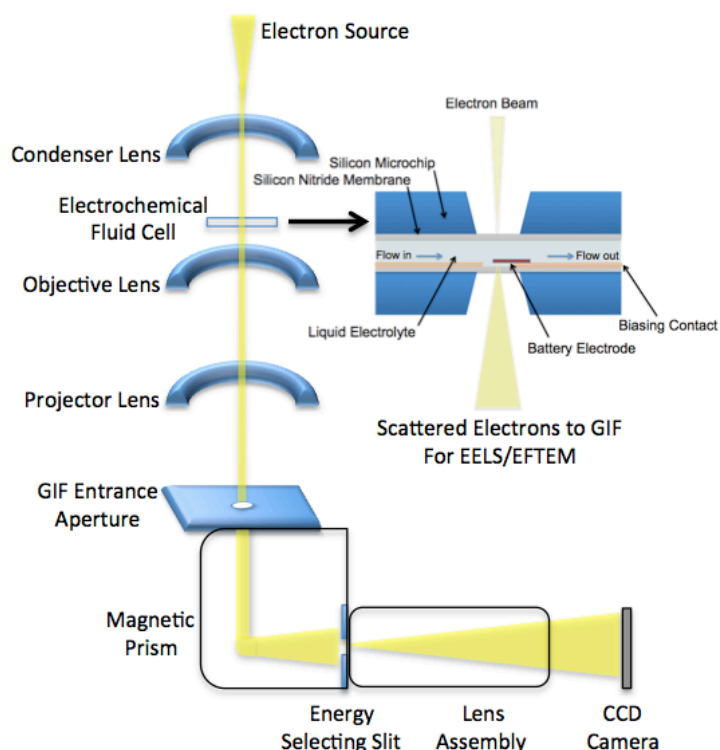 Electron Source
Electron Beam
Condenser Lens
Silicon Microchip
Silicon Nitride Membrane
Electrochemical
Fluid Cell
Flow in
Flow out
Objective Lens
Liquid Electrolyte
Biasing Contact
Battery Electrode
Projector Lens
Scattered Electrons to GIF
For EELS/EFTEM
GIF Entrance
Aperture
Magnetic
Prism
Energy
Selecting Slit
Lens
Assembly
CCD
Camera